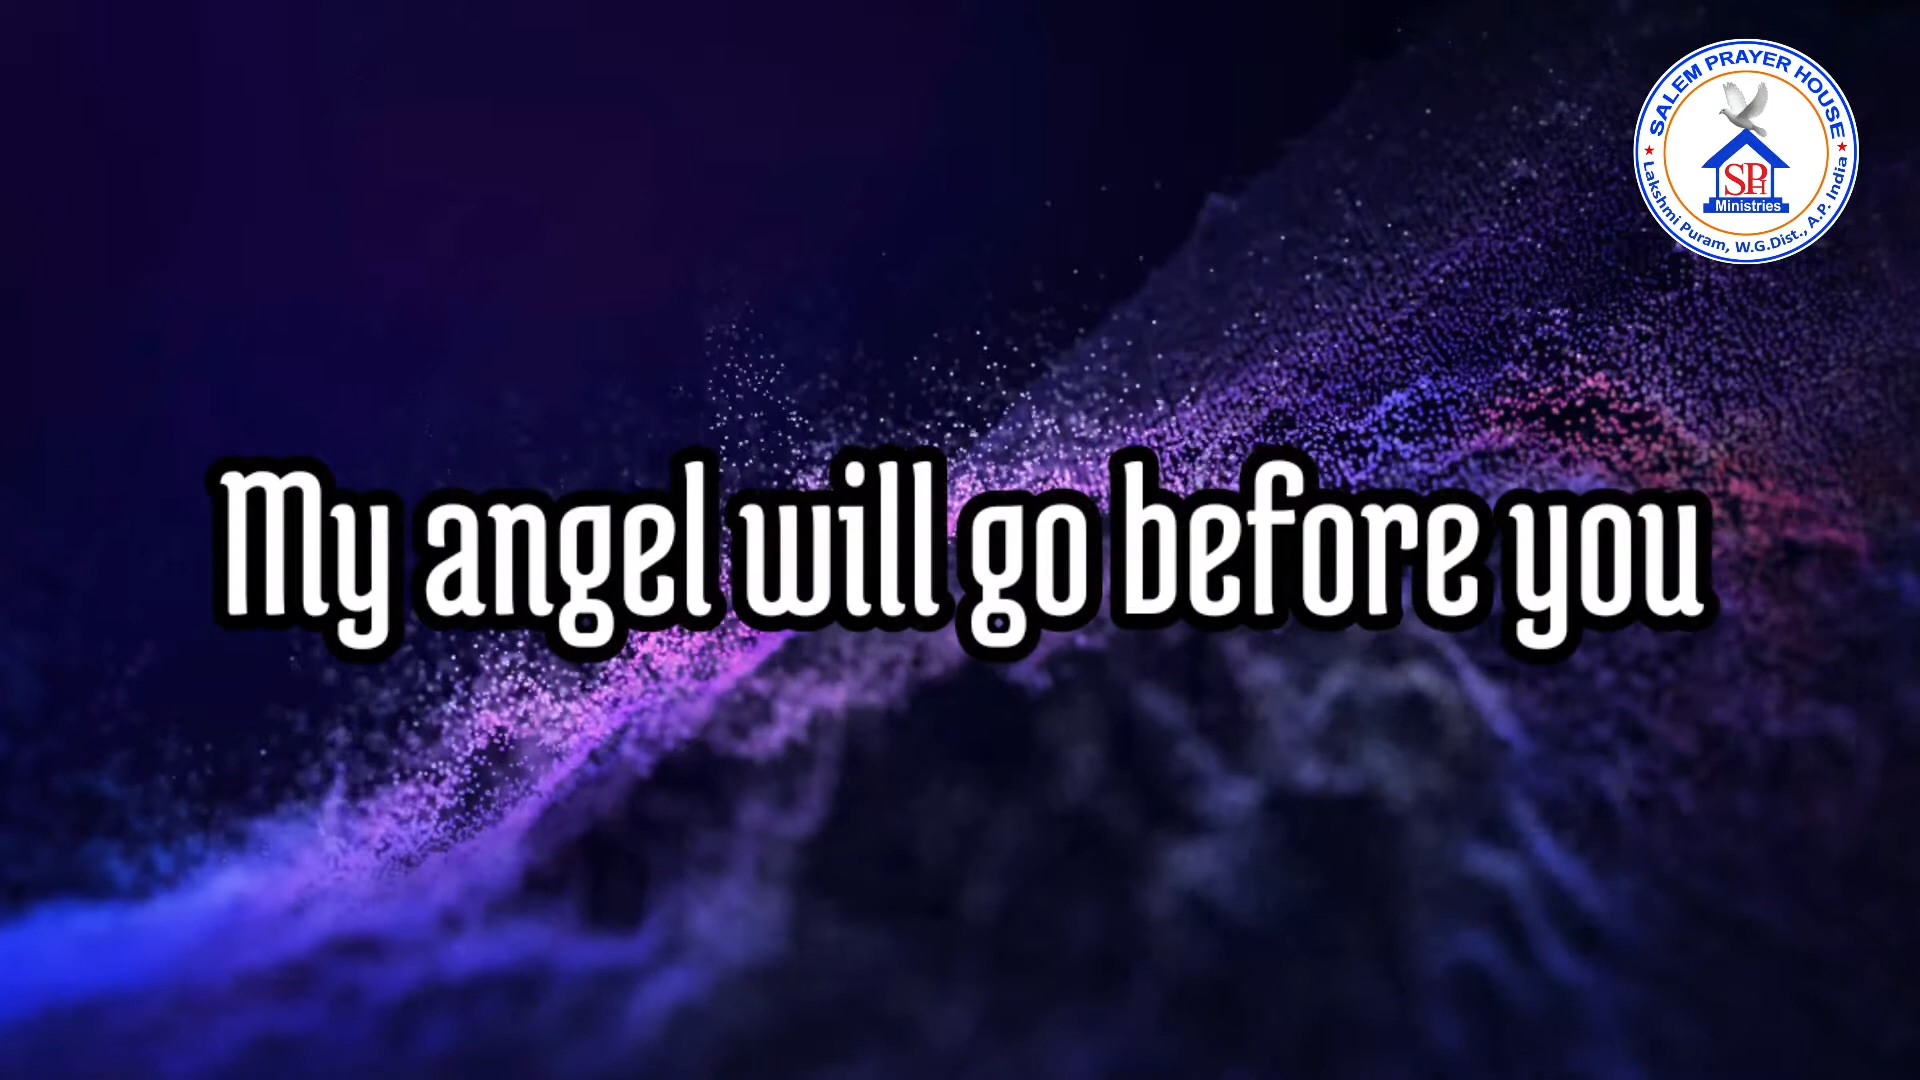 SALEM PRAYER HOUSE
SPH
Ministries
Lakshmi Puram, W.G.Dist., A.P. India
My angel will go before you